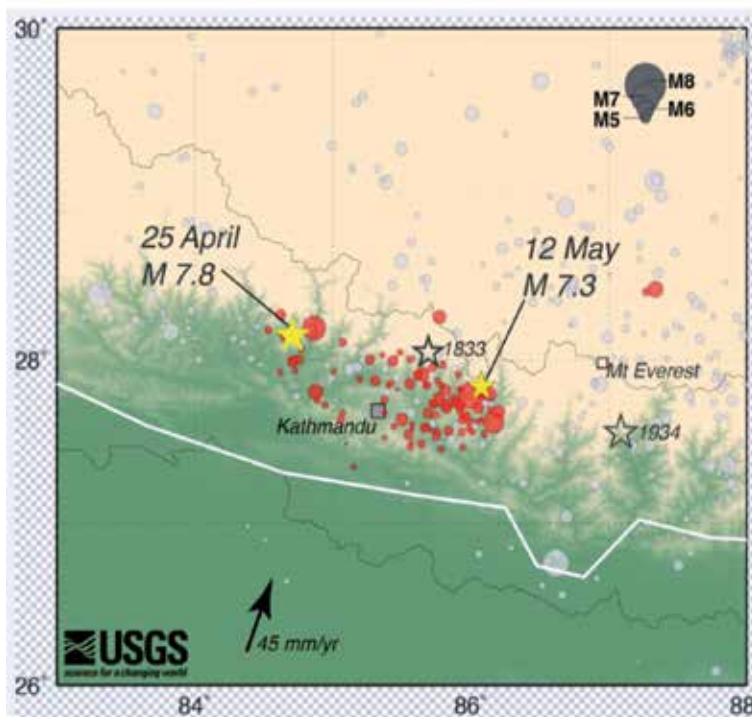 30°
M8
M7
M6
M5
25 April
M 7.8
12 May
M 7.3
1833
28°
Mt Everest
Kathmandu
1934
45 mm/yr
USGS
science for a changing world
26°
84°
86°
88